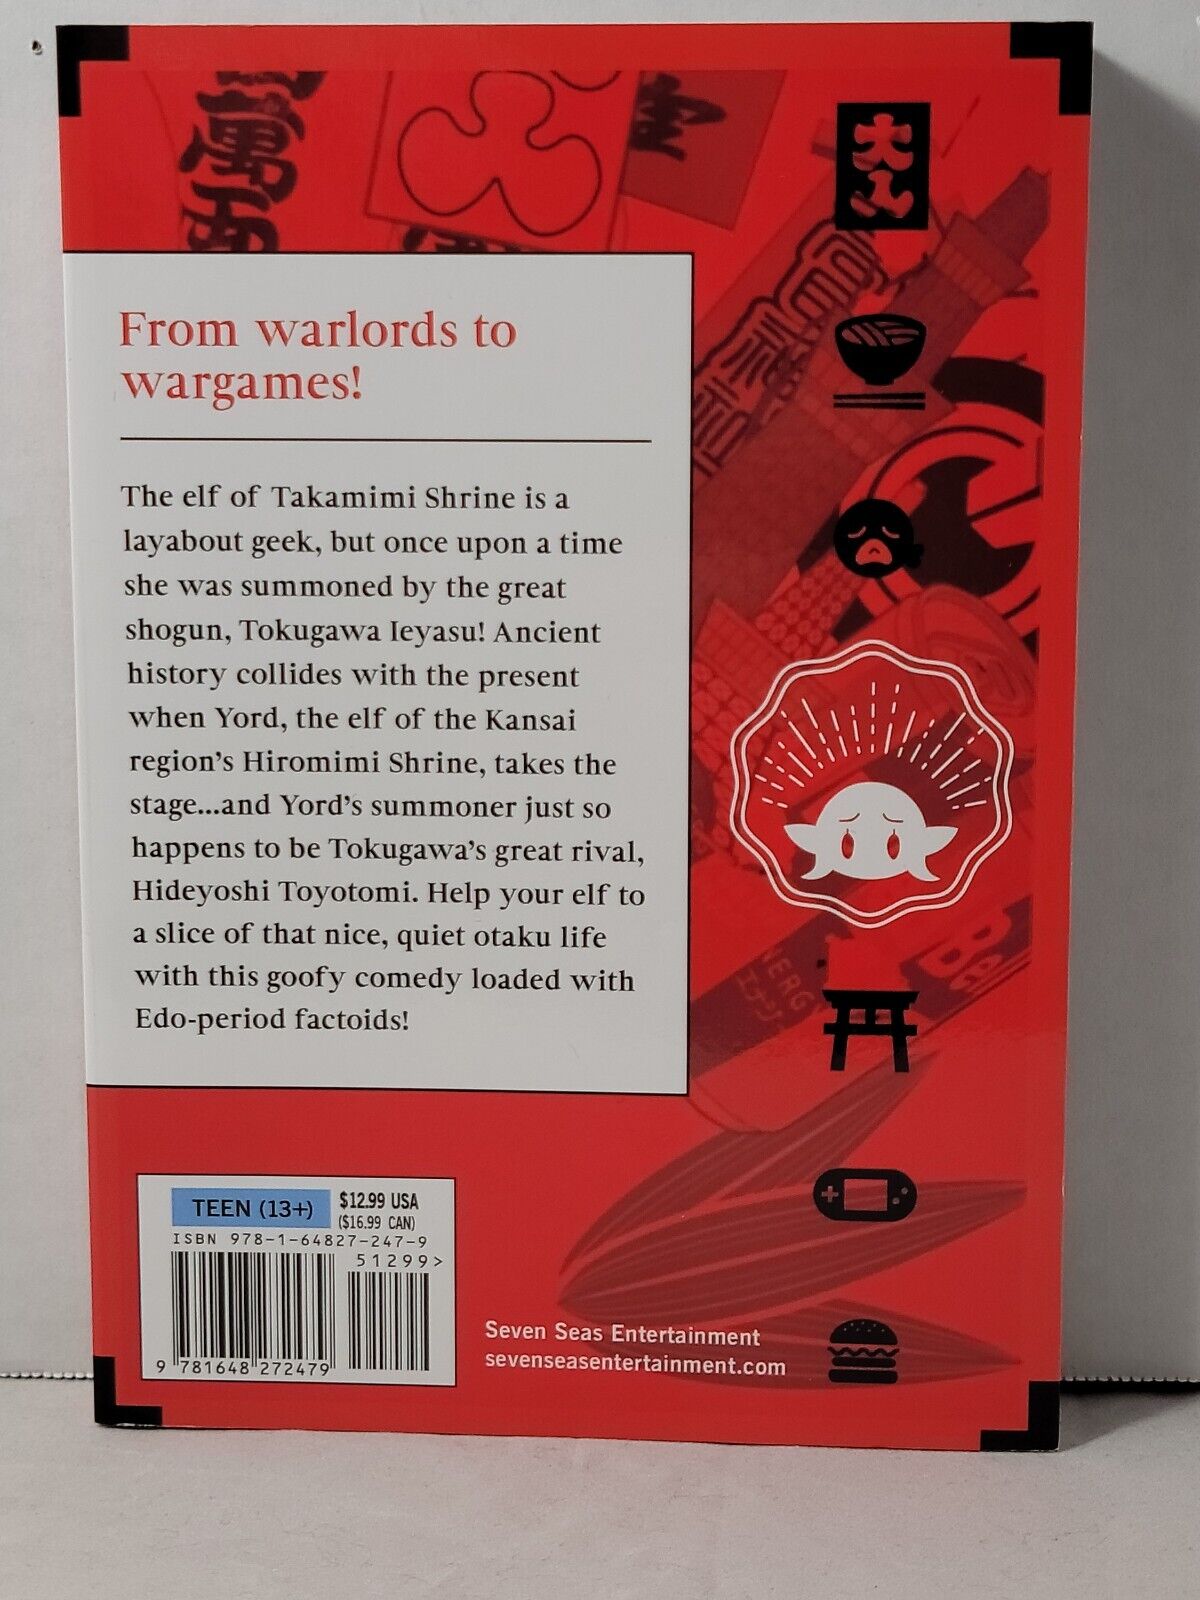 大入
From warlords to
wargames!
The elf of Takamimi Shrine is a
layabout geek, but once upon a time
she was summoned by the great
shogun, Tokugawa Ieyasu! Ancient
history collides with the present
when Yord, the elf of the Kansai
region's Hiromimi Shrine, takes the
stage...and Yord's summoner just so
happens to be Tokugawa's great rival,
Hideyoshi Toyotomi. Help your elf to
a slice of that nice, quiet otaku life
with this goofy comedy loaded with
Edo-period factoids!
TEEN (13+)
$12.99 USA
($16.99 CAN)
ISBN 978-1-64827-247-9
51299>
9 781648 272479
Seven Seas Entertainment
sevenseasentertainment.com